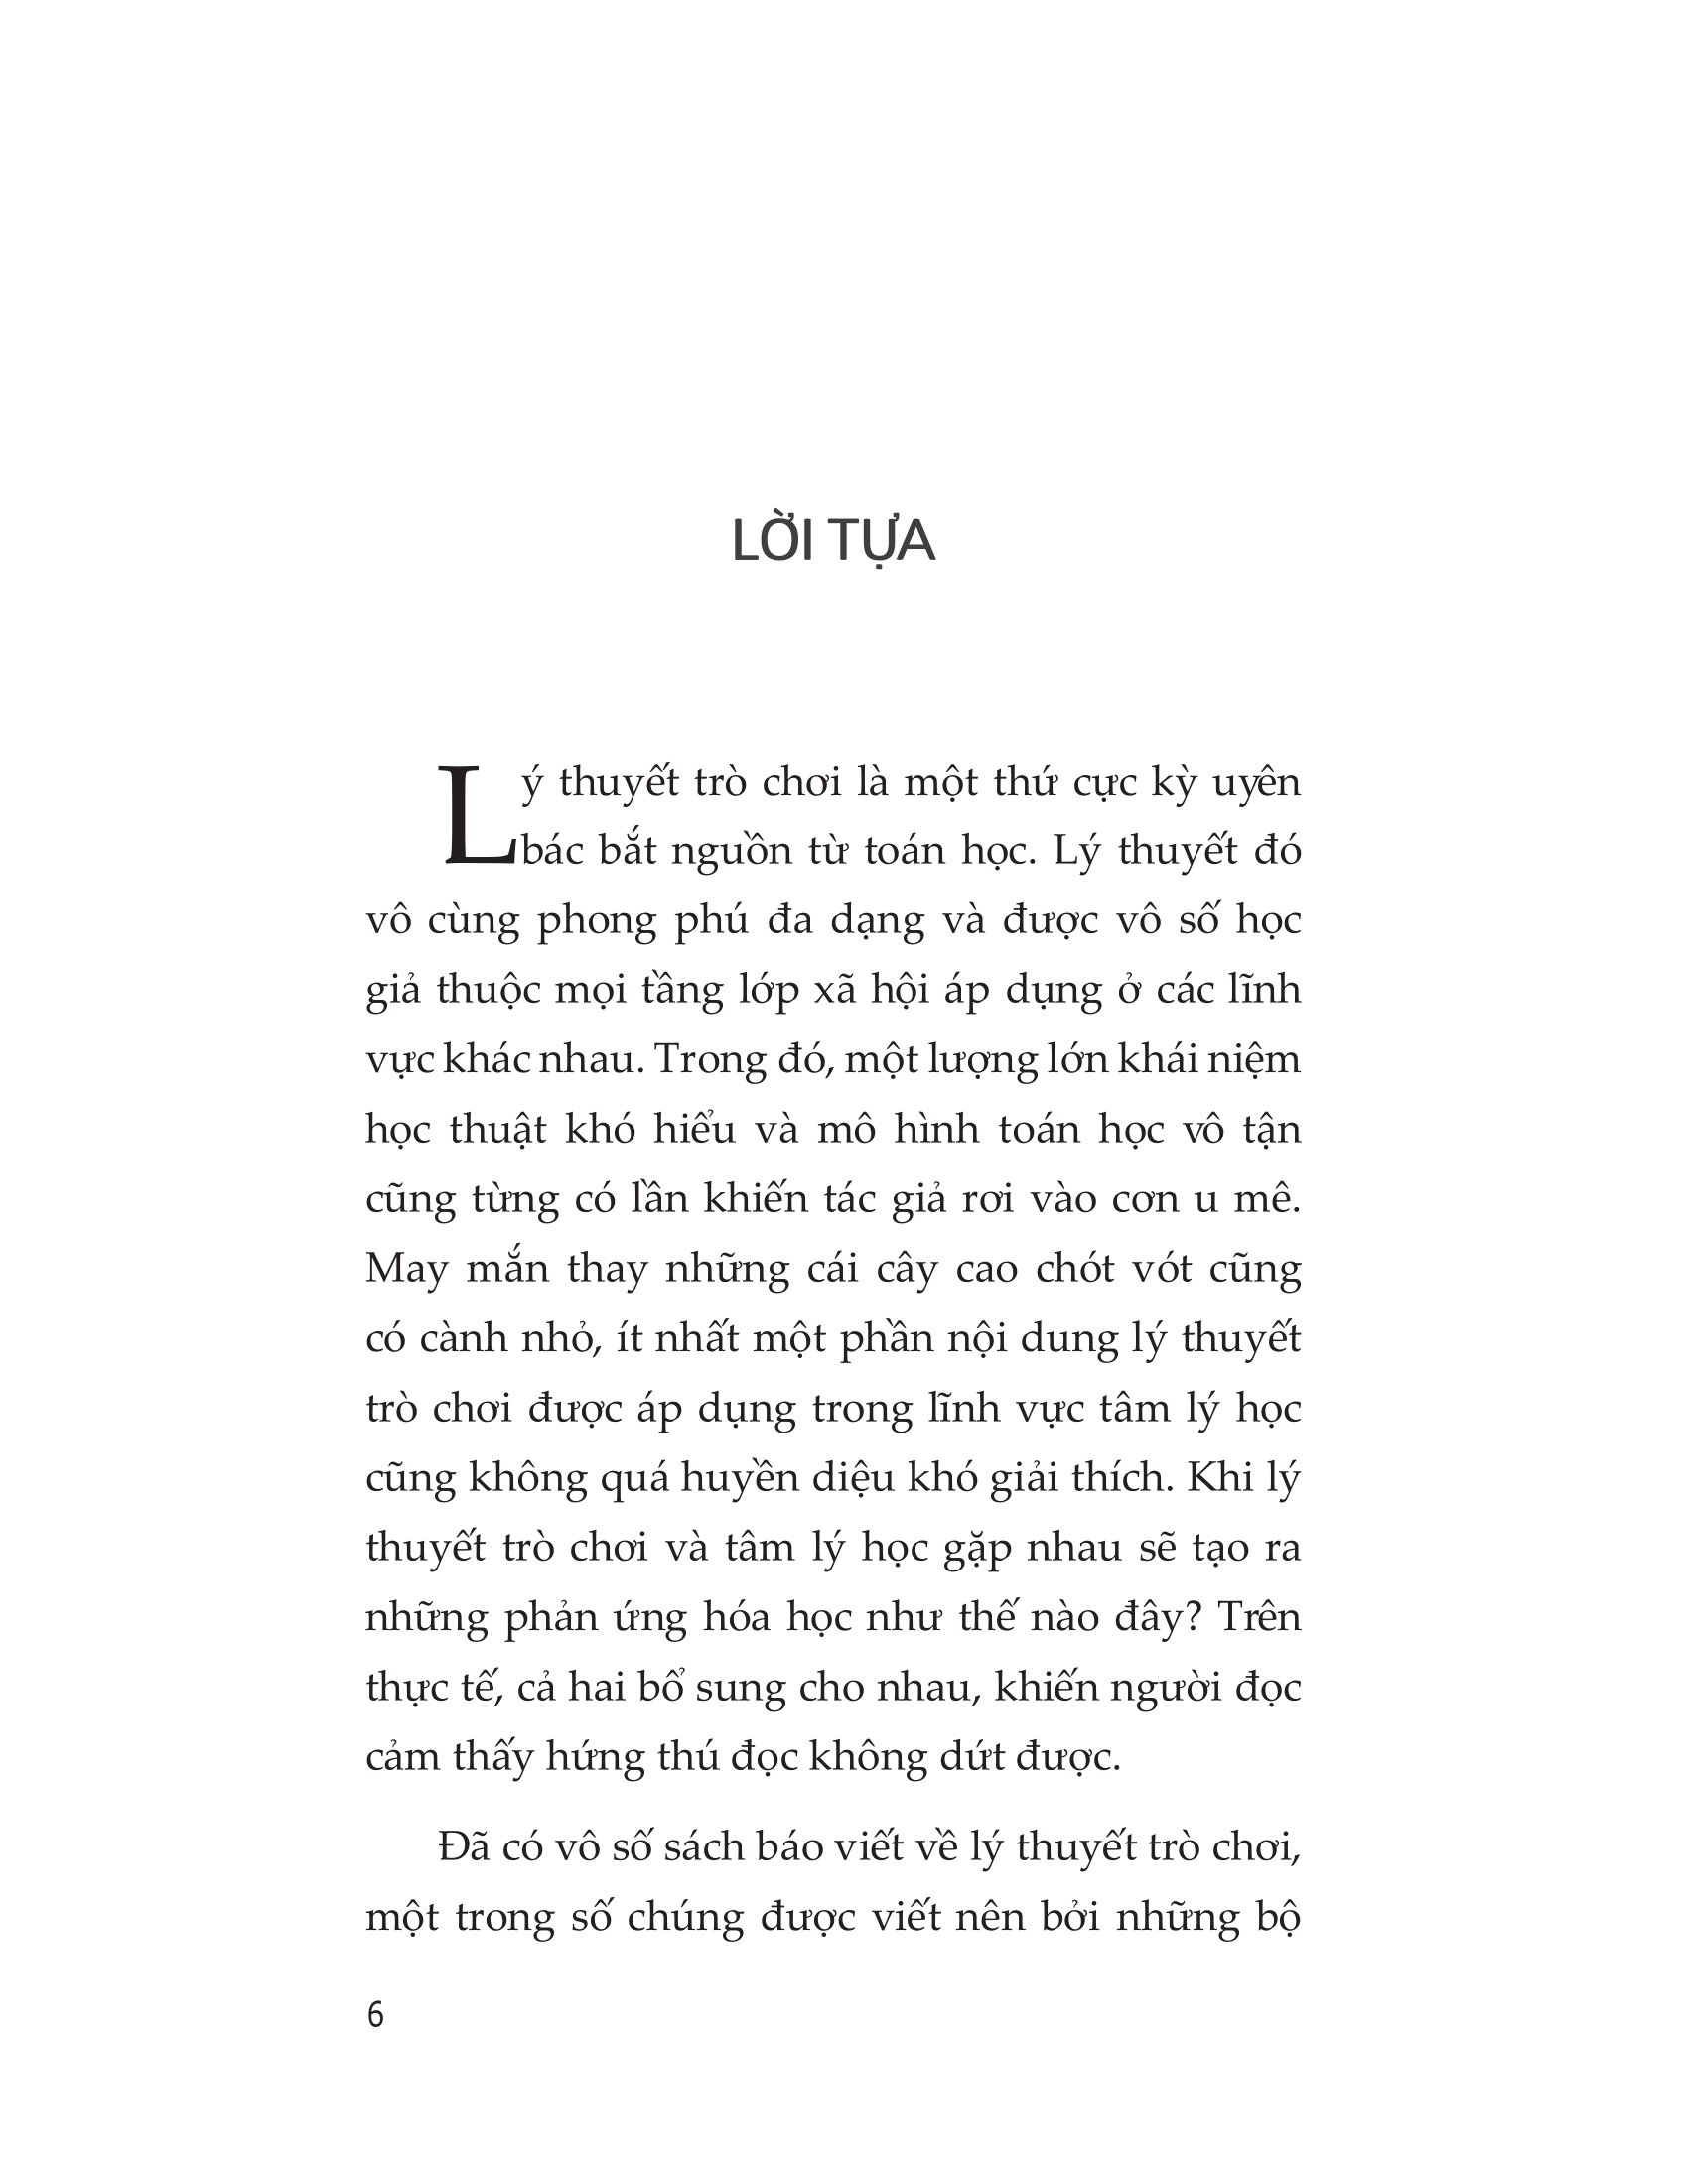 LỜI TỰA
Lý thuyết trò chơi là một thứ cực kỳ uyên
bác bắt nguồn từ toán học. Lý thuyết đó
vô cùng phong phú đa dạng và được vô số học
giả thuộc mọi tầng lớp xã hội áp dụng ở các lĩnh
vực khác nhau. Trong đó, một lượng lớn khái niệm
học thuật khó hiểu và mô hình toán học vô tận
cũng từng có lần khiến tác giả rơi vào cơn u mê.
May mắn thay những cái cây cao chót vót cũng
có cành nhỏ, ít nhất một phần nội dung lý thuyết
trò chơi được áp dụng trong lĩnh vực tâm lý học
cũng không quá huyền diệu khó giải thích. Khi lý
thuyết trò chơi và tâm lý học gặp nhau sẽ tạo ra
những phản ứng hóa học như thế nào đây? Trên
thực tế, cả hai bổ sung cho nhau, khiến người đọc
cảm thấy hứng thú đọc không dứt được.
Đã có vô số sách báo viết về lý thuyết trò chơi,
một trong số chúng được viết nên bởi những bộ
6